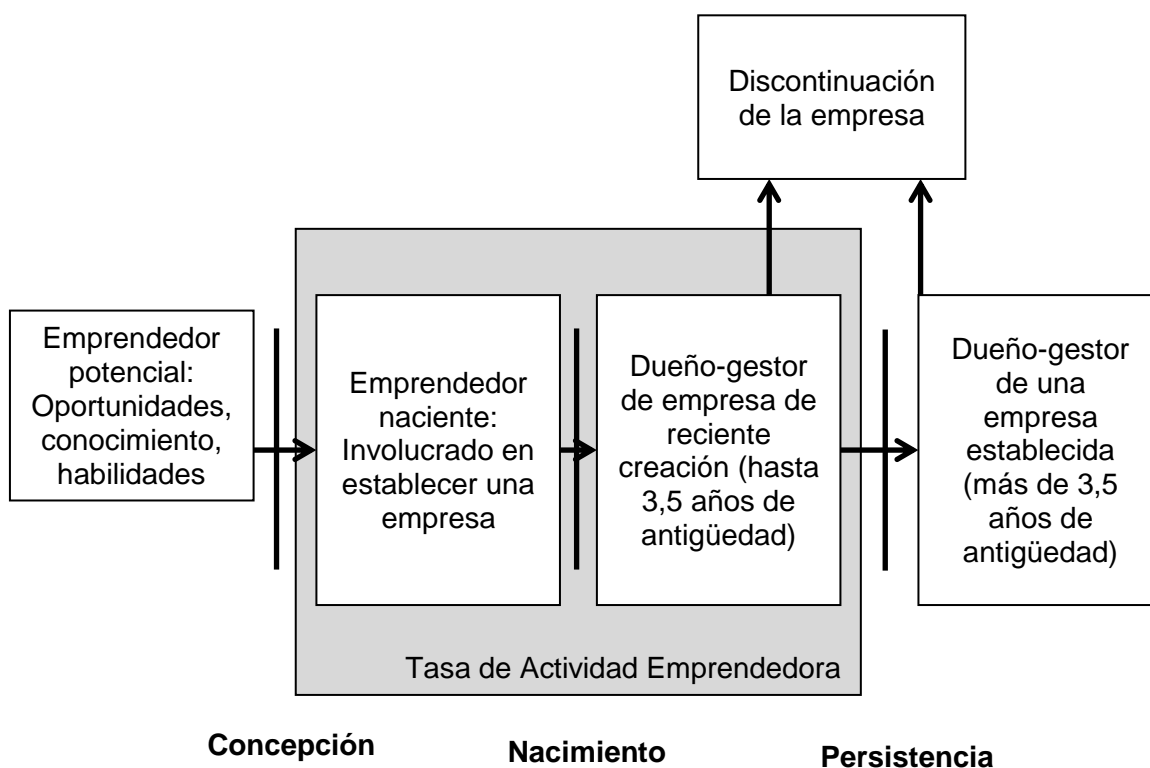 Discontinuación
de la empresa
Emprendedor
potencial:
Oportunidades,
conocimiento,
habilidades
Emprendedor
naciente:
Involucrado en
establecer una
empresa
Dueño-gestor
de empresa de
reciente
creación (hasta
3,5 años de
antigüedad)
Dueño-gestor
de una
empresa
establecida
(más de 3,5
años de
antigüedad)
Tasa de Actividad Emprendedora
Concepción
Nacimiento
Persistencia